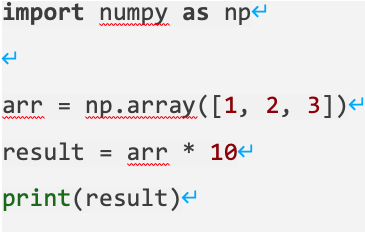 import numpy as np

arr = np.array([1, 2, 3])
result = arr * 10
print(result)